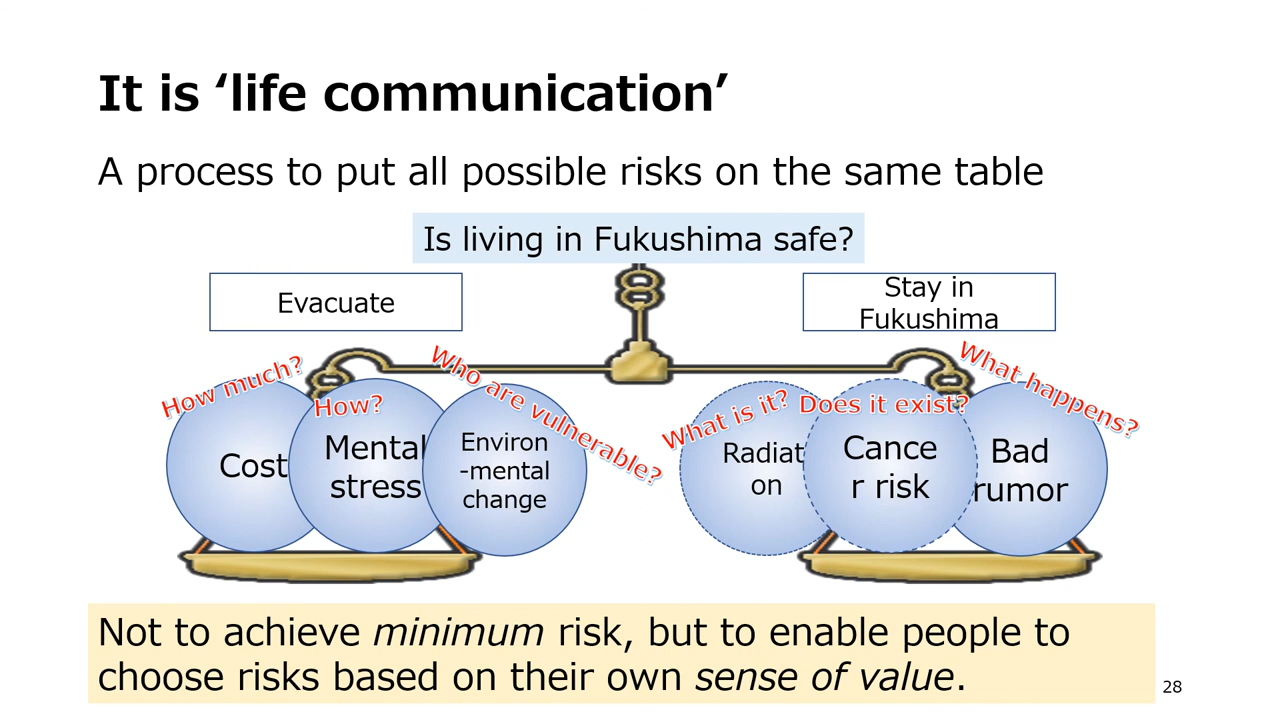 It is ‘life communication’
A process to put all possible risks on the same table
Is living in Fukushima safe?
Evacuate
Stay in
Fukushima
How much?
How?
Who are vulnerable?
What is it?
Does it exist?
What happens?
Cost
Mental
stress
Environ
-mental
change
Radiati
on
Cance
r risk
Bad
rumor
Not to achieve minimum risk, but to enable people to
choose risks based on their own sense of value.
28